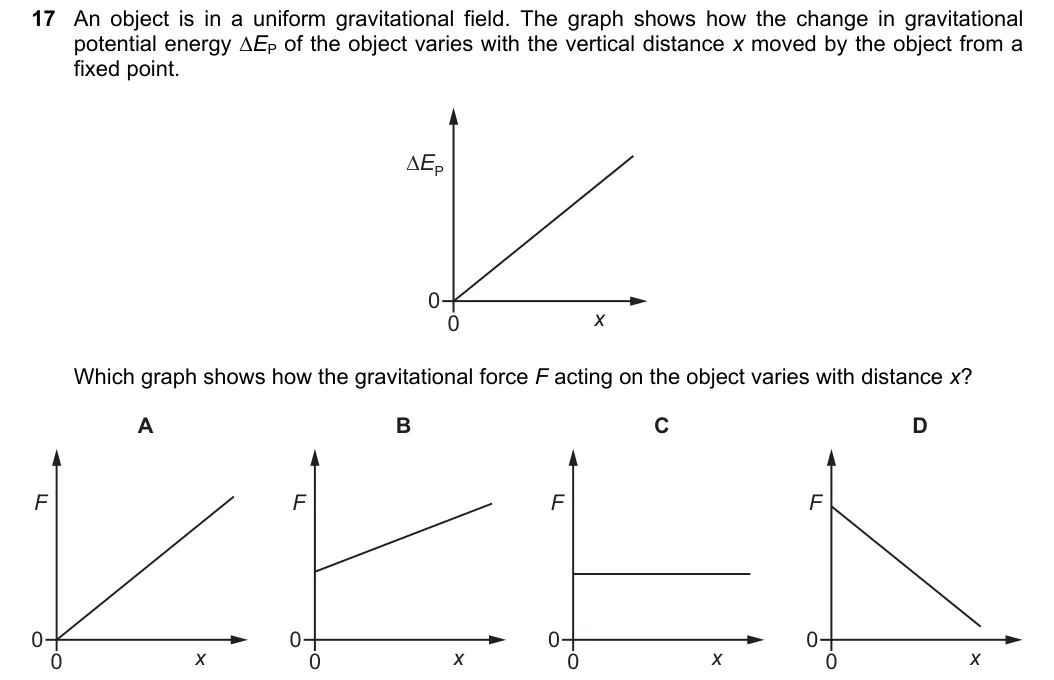 17 An object is in a uniform gravitational field. The graph shows how the change in gravitational
potential energy ΔEP of the object varies with the vertical distance x moved by the object from a
fixed point.
ΔEP
0
0
x
Which graph shows how the gravitational force F acting on the object varies with distance x?
A B C D
F F F F
0 0 0 0
0 x 0 x 0 x 0 x